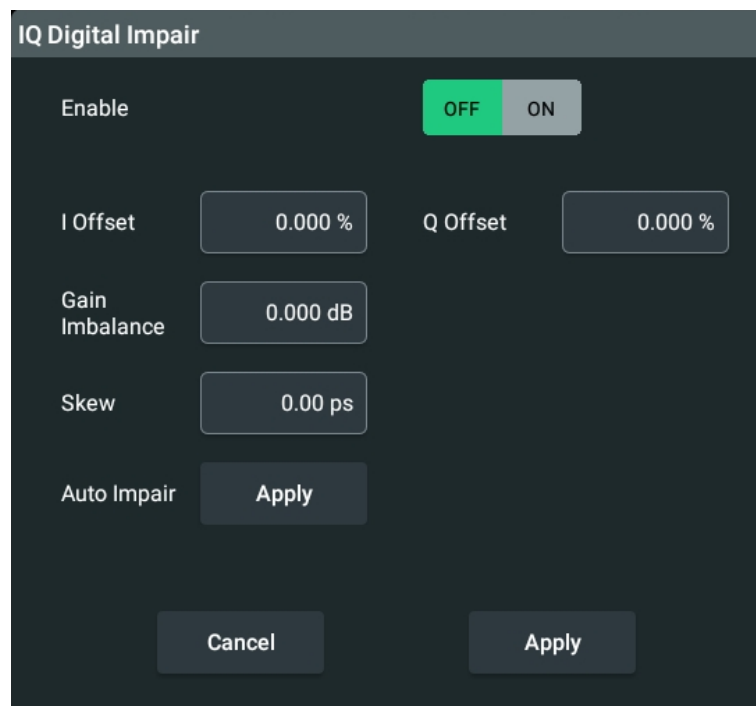 IQ Digital Impair
Enable OFF ON
I Offset 0.000 % Q Offset 0.000 %
Gain
Imbalance 0.000 dB
Skew 0.00 ps
Auto Impair Apply
Cancel Apply